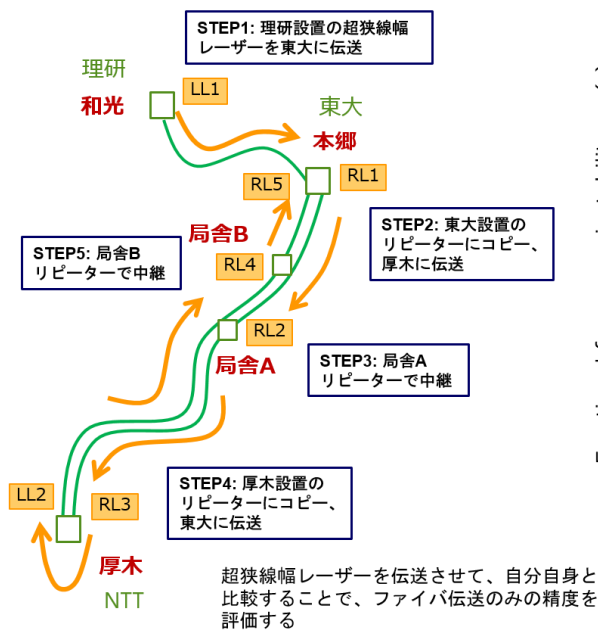 STEP1: 理研設置の超狭線幅
レーザーを東大に伝送
理研
LL1
和光
東大
本郷
RL5
RL1
STEP2: 東大設置の
リピーターにコピー、
厚木に伝送
局舎B
STEP5: 局舎B
リピーターで中継
RL4
RL2
STEP3: 局舎A
リピーターで中継
局舎A
STEP4: 厚木設置の
リピーターにコピー、
東大に伝送
LL2
RL3
厚木
NTT
超狭線幅レーザーを伝送させて、自分自身と
比較することで、ファイバ伝送のみの精度を
評価する